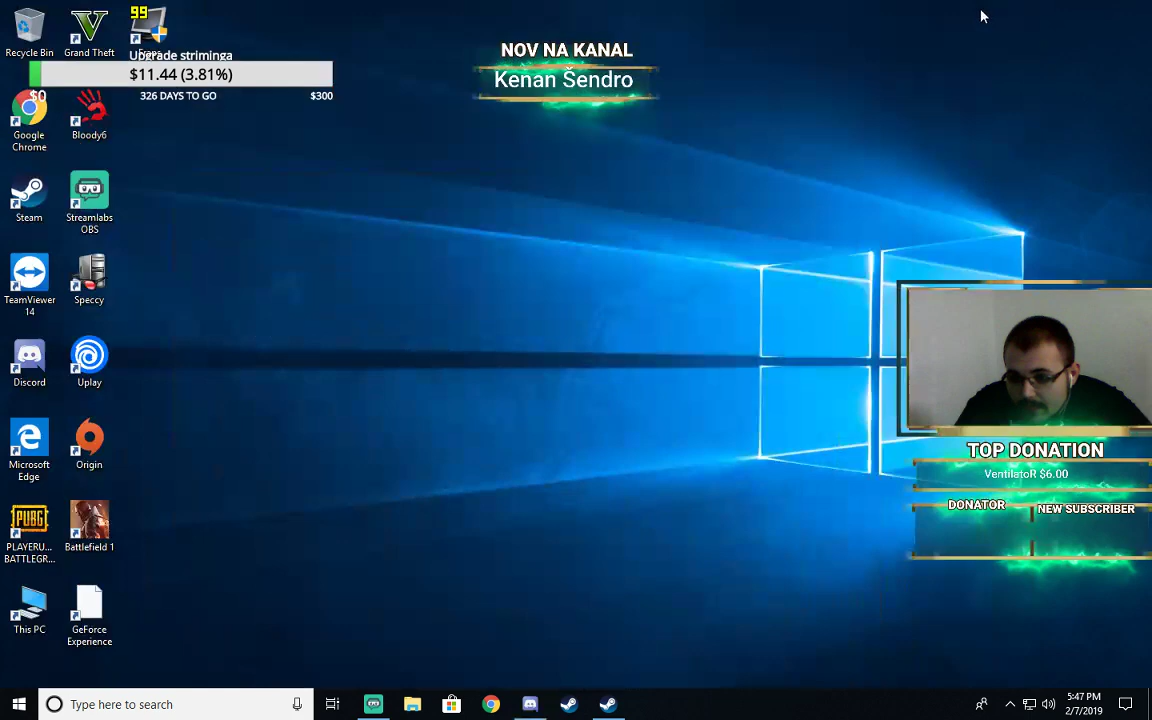 99
Recycle Bin
Grand Theft
Fraps
Upgrade striminga
$11.44 (3.81%)
$0
326 DAYS TO GO
$300
NOV NA KANAL
Kenan Šendro
Google Chrome
Bloody6
Steam
Streamlabs OBS
TeamViewer 14
Speccy
Discord
Uplay
Microsoft Edge
Origin
PUBG
PLAYERU... BATTLEGR...
Battlefield 1
This PC
GeForce Experience
TOP DONATION
VentilatoR $6.00
DONATOR
NEW SUBSCRIBER
Type here to search
5:47 PM
2/7/2019